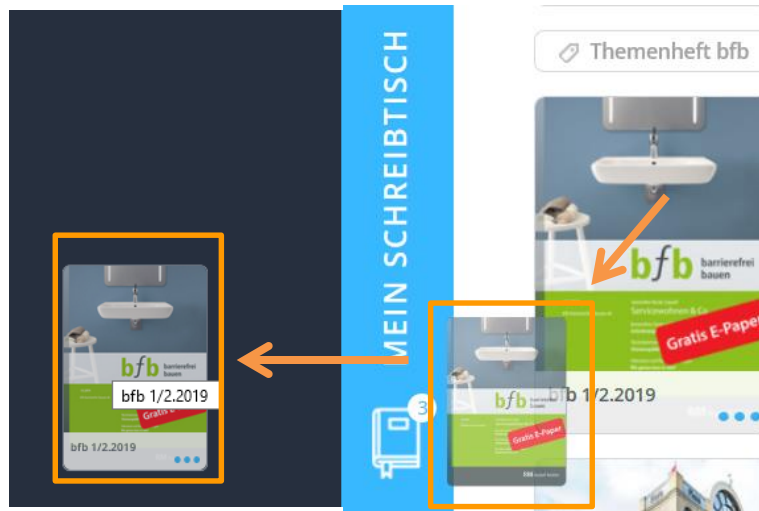 MEIN SCHREIBTISCH
3
Themenheft bfb
bfb barrierefrei
bauen
Servicewohnen & Co
Gratis E-Paper
bfb 1/2.2019
bfb
Gratis E-Paper
bfb barrierefrei
bauen
bfb 1/2.2019
Gratis
bfb 1/2.2019